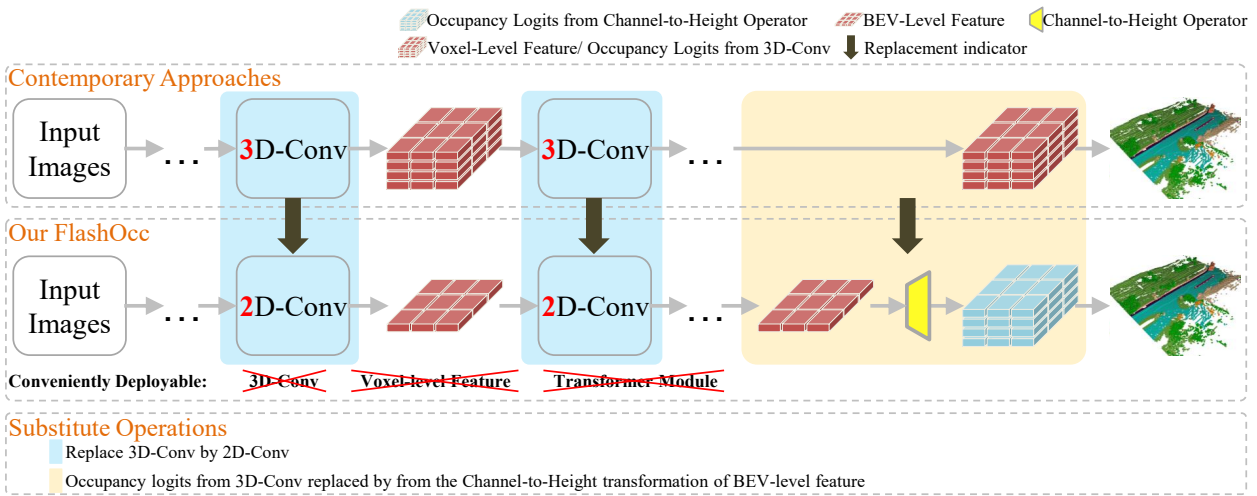 Occupancy Logits from Channel-to-Height Operator
BEV-Level Feature
Channel-to-Height Operator
Voxel-Level Feature/ Occupancy Logits from 3D-Conv
Replacement indicator
Contemporary Approaches
Input
Images
...
3D-Conv
3D-Conv
...
Our FlashOcc
Input
Images
...
2D-Conv
2D-Conv
...
Conveniently Deployable:
3D-Conv
Voxel-level Feature
Transformer Module
Substitute Operations
Replace 3D-Conv by 2D-Conv
Occupancy logits from 3D-Conv replaced by from the Channel-to-Height transformation of BEV-level feature